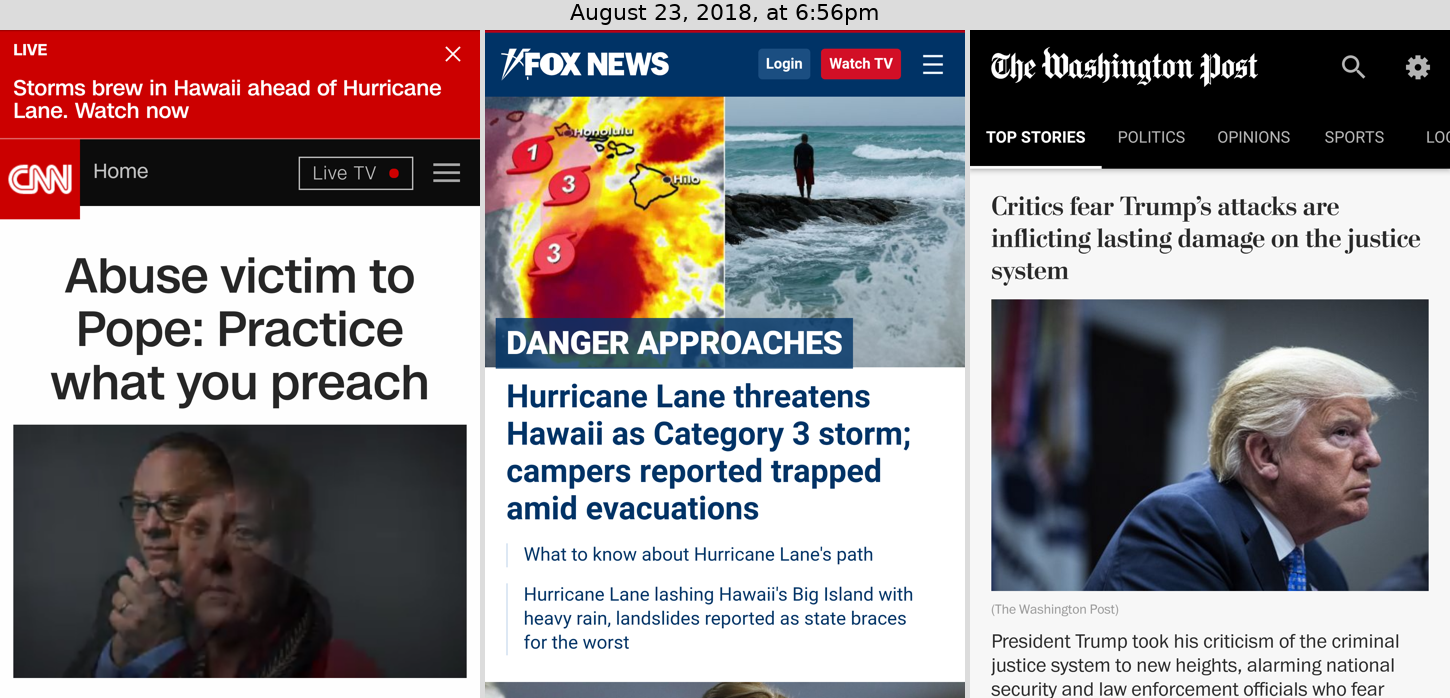 August 23, 2018, at 6:56pm
LIVE
Storms brew in Hawaii ahead of Hurricane
Lane. Watch now
CNN
Home
Live TV
Abuse victim to
Pope: Practice
what you preach
FOX NEWS
Login
Watch TV
Honolulu
1
3
Hilo
3
DANGER APPROACHES
Hurricane Lane threatens
Hawaii as Category 3 storm;
campers reported trapped
amid evacuations
What to know about Hurricane Lane's path
Hurricane Lane lashing Hawaii's Big Island with
heavy rain, landslides reported as state braces
for the worst
The Washington Post
TOP STORIES
POLITICS
OPINIONS
SPORTS
LOC
Critics fear Trump’s attacks are
inflicting lasting damage on the justice
system
(The Washington Post)
President Trump took his criticism of the criminal
justice system to new heights, alarming national
security and law enforcement officials who fear